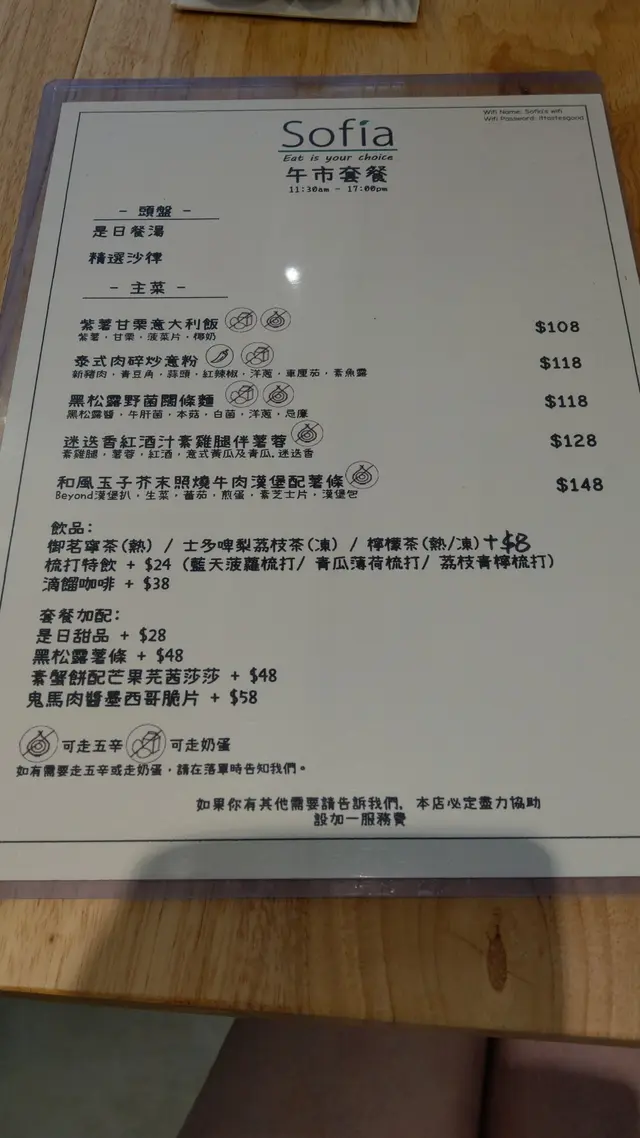 Wifi Name: Sofia's wifi
Wifi Password: ittastesgood
Sofia
Eat is your choice
午市套餐
11:30am - 17:00pm
- 頭盤 -
是日餐湯
精選沙律
- 主菜 -
紫薯甘栗意大利飯 $108
紫薯，甘栗，菠菜片，椰奶
泰式肉碎炒意粉 $118
新豬肉，青豆角，蒜頭，紅辣椒，洋蔥，車厘茄，素魚露
黑松露野菌闊條麵 $118
黑松露醬，牛肝菌，本菇，白菌，洋蔥，忌廉
迷迭香紅酒汁素雞腿伴薯蓉 $128
素雞腿，薯蓉，紅酒，意式黃瓜及青瓜，迷迭香
和風玉子芥末照燒牛肉漢堡配薯條 $148
Beyond漢堡扒，生菜，蕃茄，煎蛋，素芝士片，漢堡包
飲品:
御茗寧茶(熱) / 士多啤梨荔枝茶(凍) / 檸檬茶(熱/凍) +$8
梳打特飲 + $24 (藍天菠蘿梳打/ 青瓜薄荷梳打/ 荔枝青檸梳打)
滴餾咖啡 + $38
套餐加配:
是日甜品 + $28
黑松露薯條 + $48
素蟹餅配芒果芫茜莎莎 + $48
鬼馬肉醬墨西哥脆片 + $58
可走五辛 可走奶蛋
如有需要走五辛或走奶蛋，請在落單時告知我們。
如果你有其他需要請告訴我們，本店必定盡力協助
設加一服務費